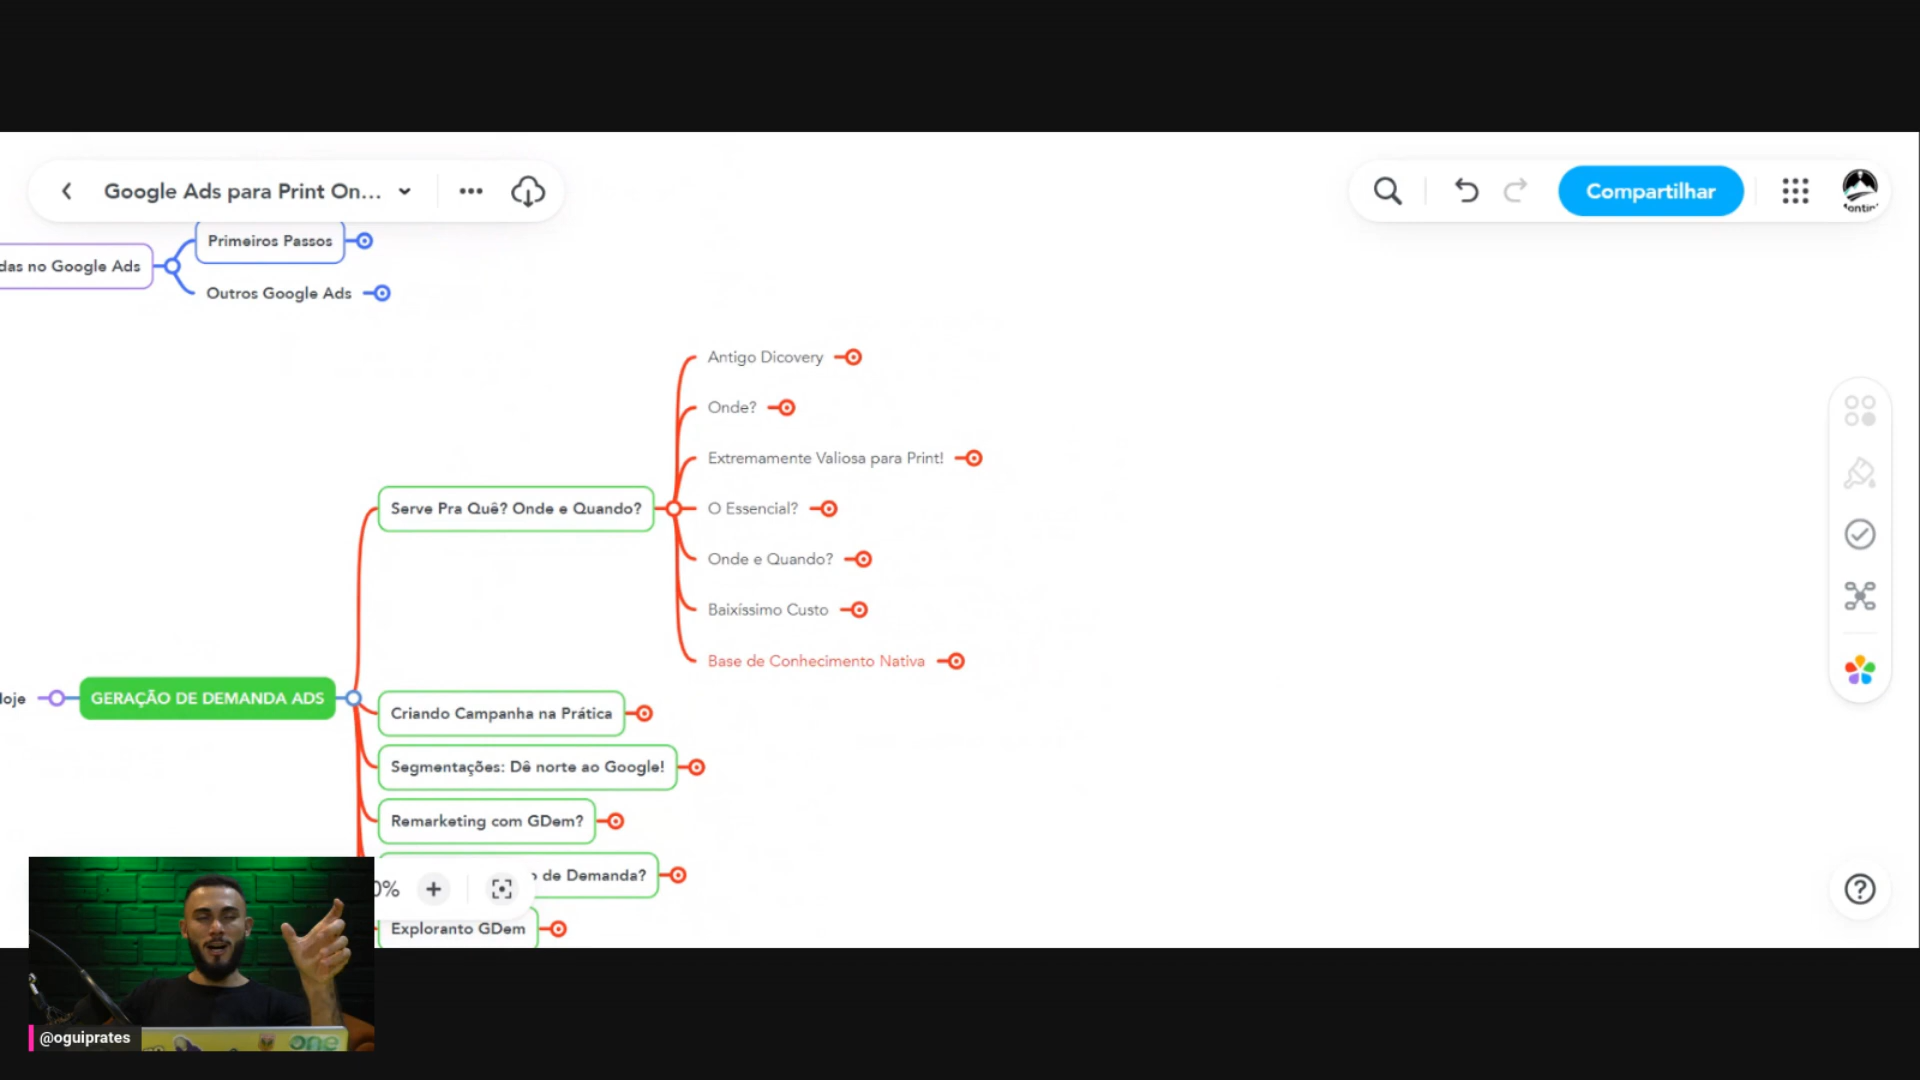 Google Ads para Print On...
Compartilhar
Primeiros Passos
das no Google Ads
Outros Google Ads
Antigo Dicovery
Onde?
Extremamente Valiosa para Print!
Serve Pra Quê? Onde e Quando?
O Essencial?
Onde e Quando?
Baixíssimo Custo
Base de Conhecimento Nativa
GERAÇÃO DE DEMANDA ADS
Criando Campanha na Prática
Segmentações: Dê norte ao Google!
Remarketing com GDem?
de Demanda?
0%
Exploranto GDem
@oguiprates
one